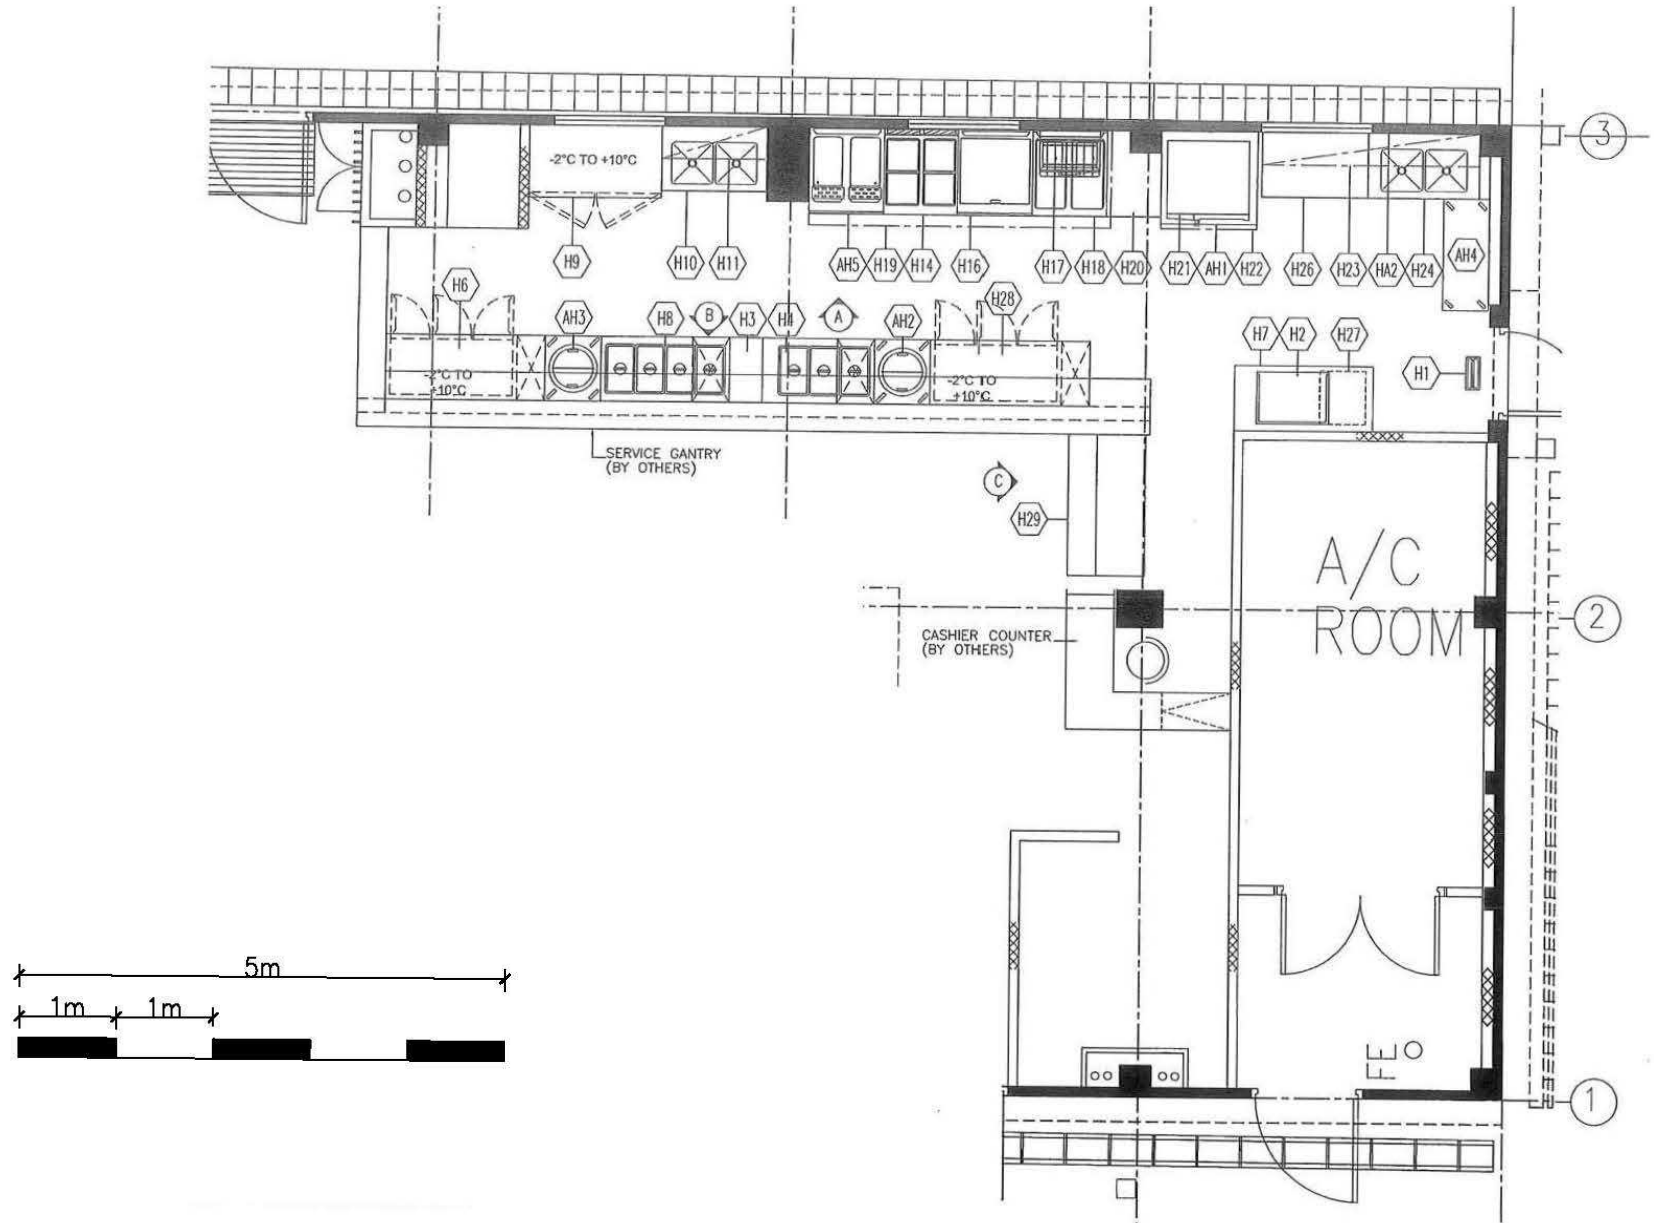 3
-2°C TO +10°C
H9
H10
H11
AH5
H19
H14
H16
H17
H18
H20
H21
AH1
H22
H26
H23
HA2
H24
AH4
H6
AH3
H8
B
H3
H4
A
AH2
H28
H7
H2
H27
H1
-2°C TO
+10°C
-2°C TO
+10°C
SERVICE GANTRY
(BY OTHERS)
C
H29
A/C
ROOM
2
CASHIER COUNTER
(BY OTHERS)
5m
1m
1m
FE
1